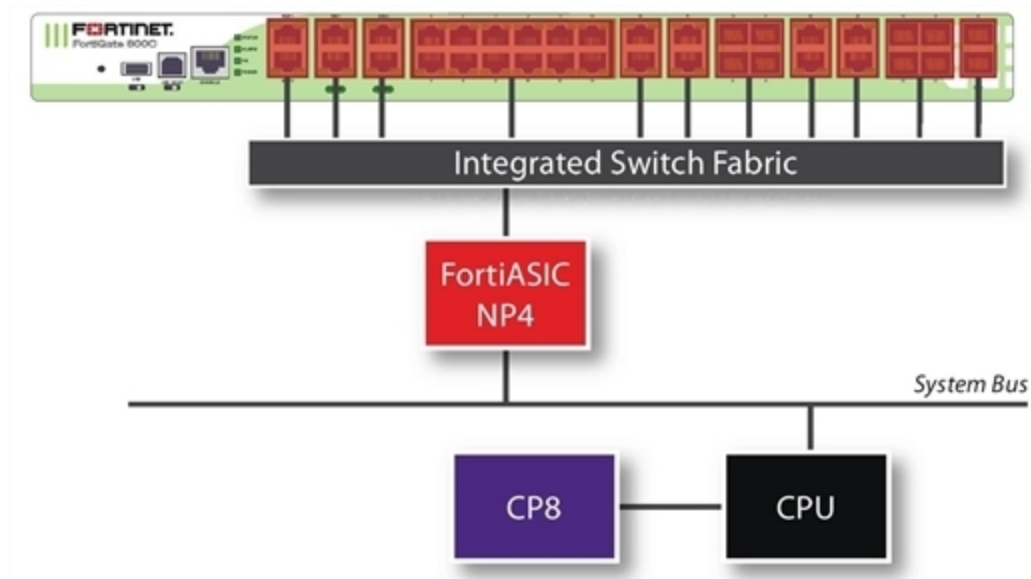 FORTINET.
FortiGate 600C
Integrated Switch Fabric
FortiASIC
NP4
System Bus
CP8
CPU